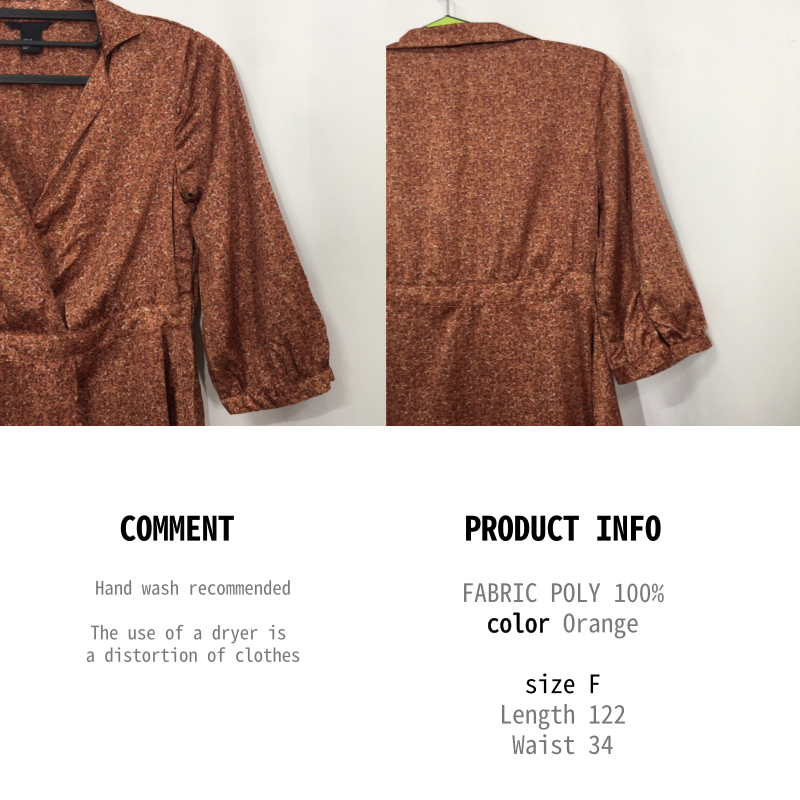 COMMENT
Hand wash recommended
The use of a dryer is
a distortion of clothes
PRODUCT INFO
FABRIC POLY 100%
color Orange
size F
Length 122
Waist 34